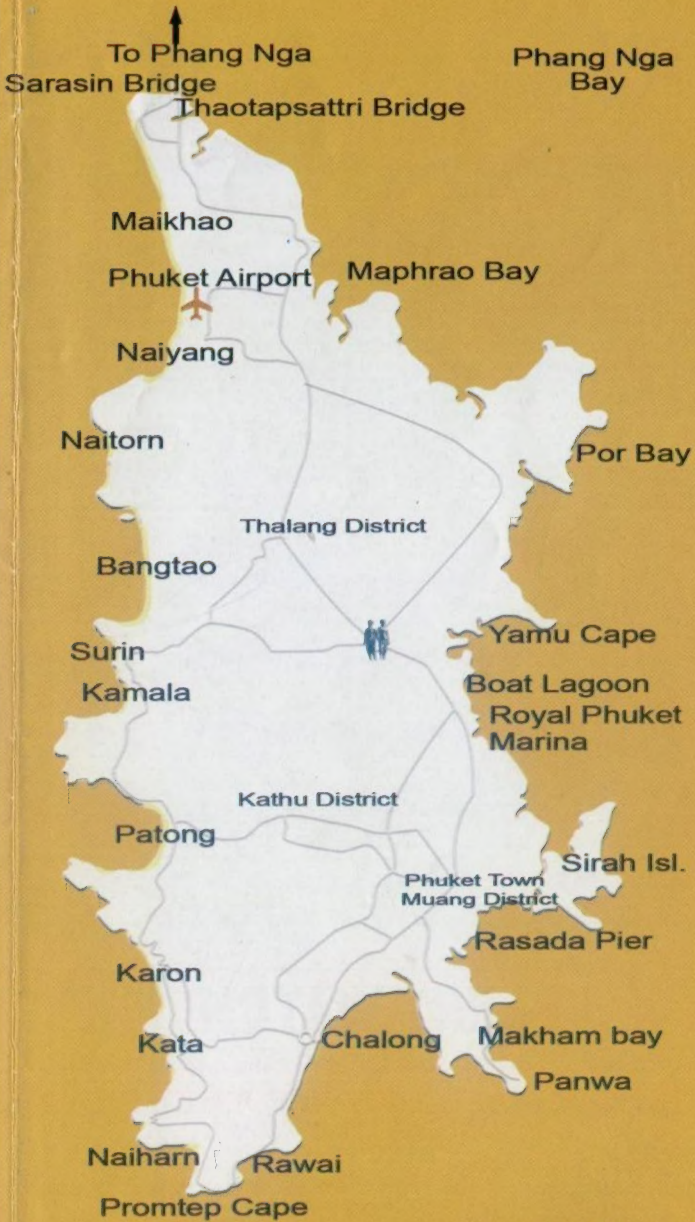 To Phang Nga
Phang Nga
Bay
Sarasin Bridge
Thaotapsattri Bridge
Maikhao
Phuket Airport
Maphrao Bay
Naiyang
Naitorn
Por Bay
Thalang District
Bangtao
Yamu Cape
Surin
Kamala
Boat Lagoon
Royal Phuket
Marina
Kathu District
Patong
Sirah Isl.
Phuket Town
Muang District
Rasada Pier
Karon
Kata
Chalong
Makham bay
Panwa
Naiharn
Rawai
Promtep Cape